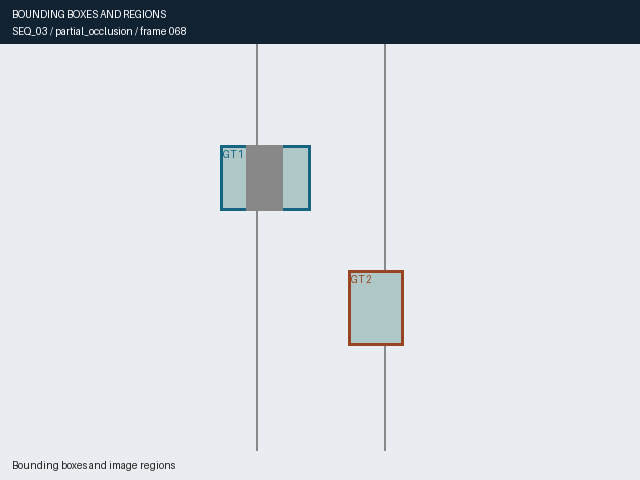 BOUNDING BOXES AND REGIONS
SEQ_03 / partial_occlusion / frame 068
GT1
GT2
Bounding boxes and image regions